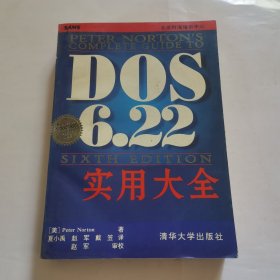 SAMS
PETER NORTON'S
COMPLETE GUIDE TO
DOS
6.22
SIXTH EDITION
实用大全
[美] Peter Norton 著
夏小禹 赵军 戴笠 译
赵军 审校
清华大学出版社